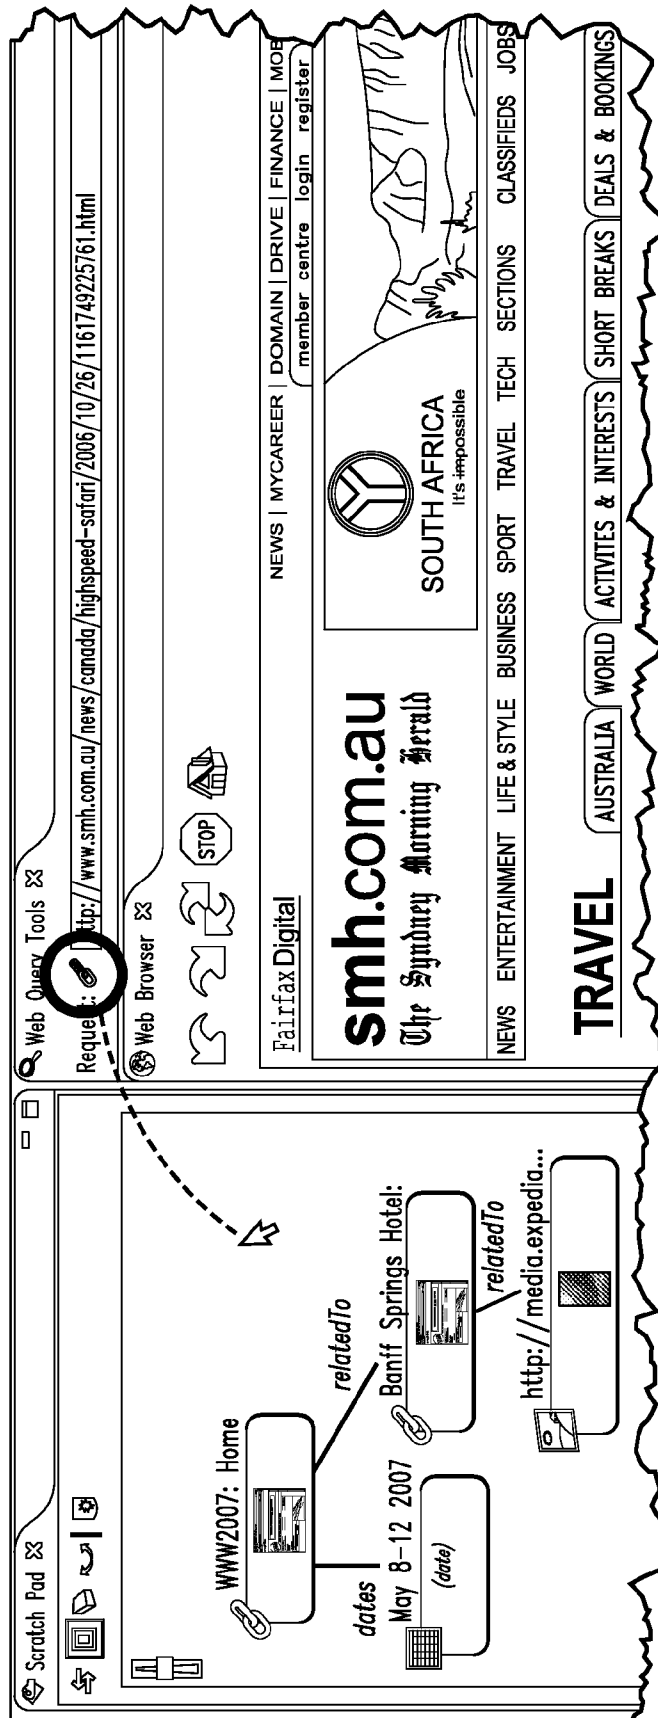 Scratch Pad
WWW2007: Home
dates
relatedTo
May 8-12 2007
(date)
Banff Springs Hotel:
relatedTo
http://media.expedia...
Web Query Tools
Request:
http://www.smh.com.au/news/canada/highspeed-safari/2006/10/26/1161749225761.html
Web Browser
STOP
Fairfax Digital
NEWS | MYCAREER | DOMAIN | DRIVE | FINANCE | MOB
member centre login register
smh.com.au
The Syndney Morning Herald
SOUTH AFRICA
It's impossible
NEWS ENTERTAINMENT LIFE & STYLE BUSINESS SPORT TRAVEL TECH SECTIONS CLASSIFIEDS JOBS
TRAVEL
AUSTRALIA WORLD ACTIVITES & INTERESTS SHORT BREAKS DEALS & BOOKINGS